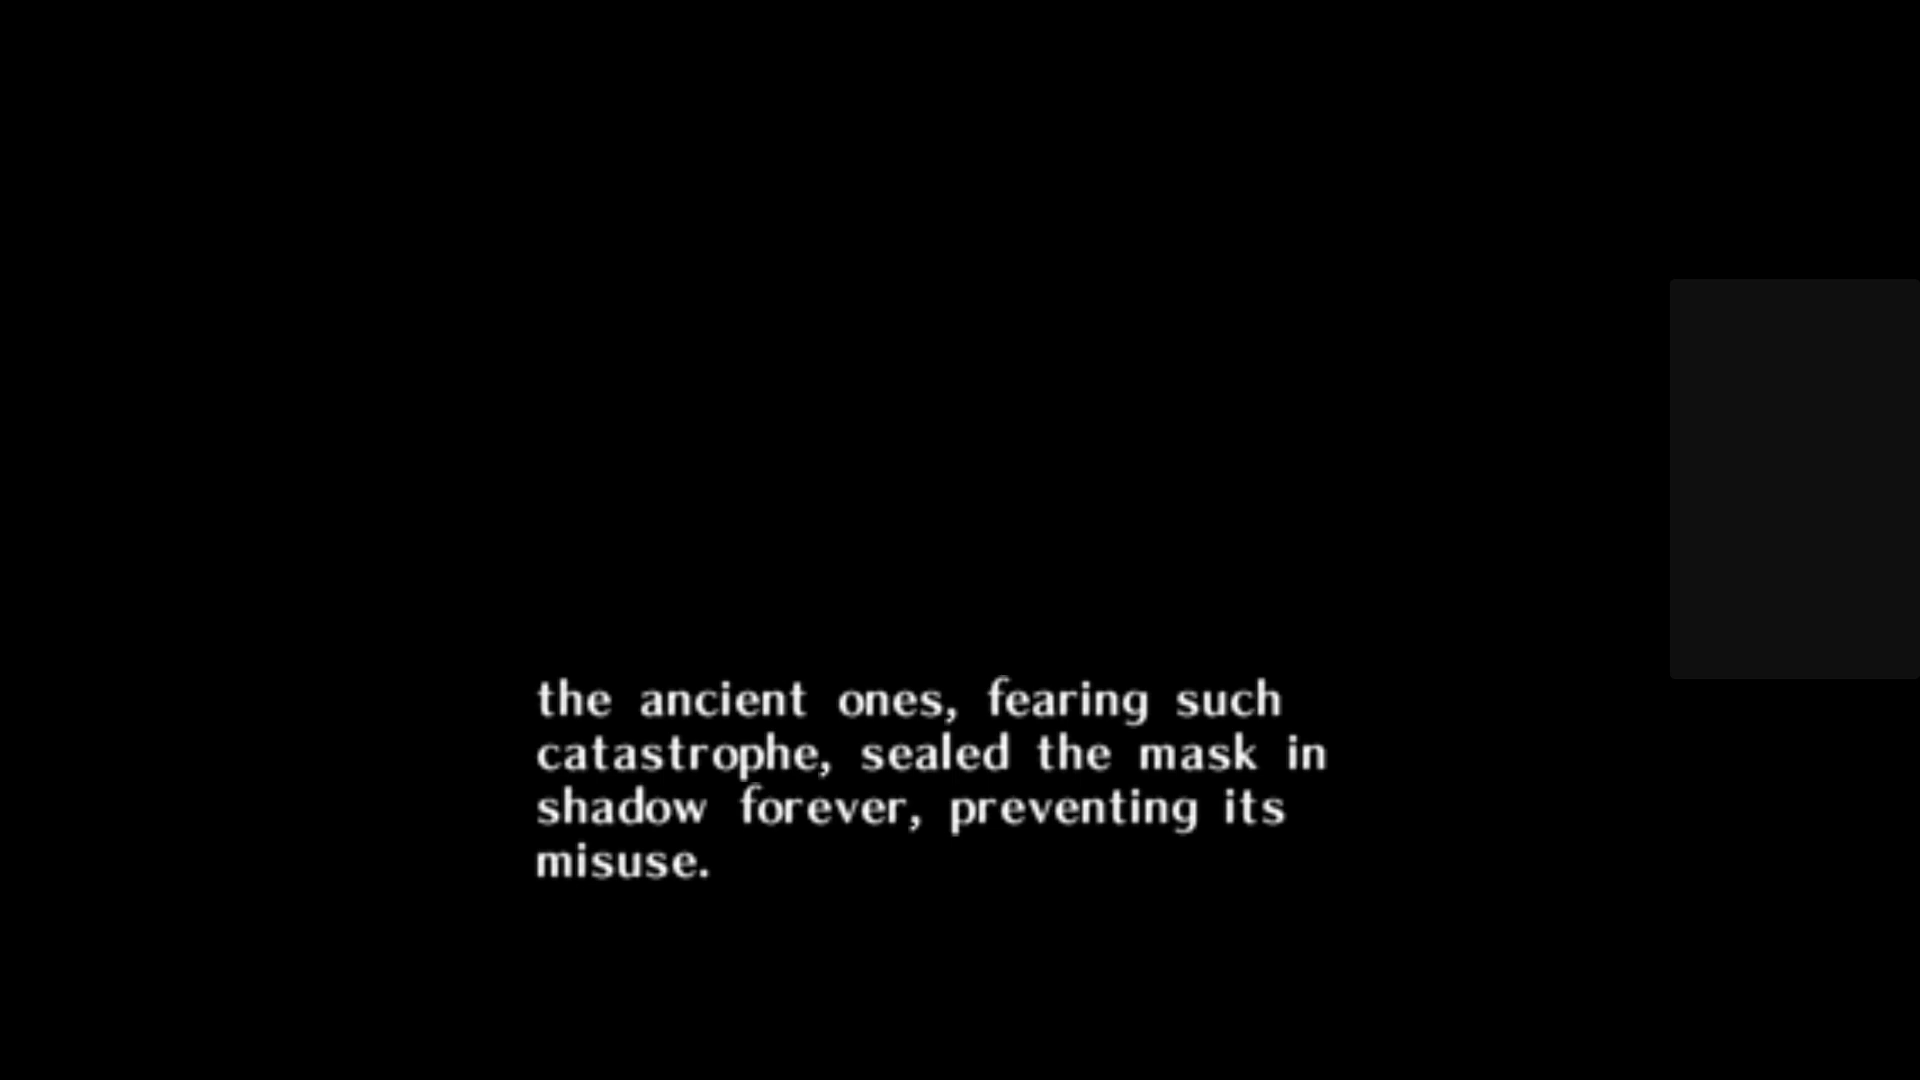 the ancient ones, fearing such
catastrophe, sealed the mask in
shadow forever, preventing its
misuse.